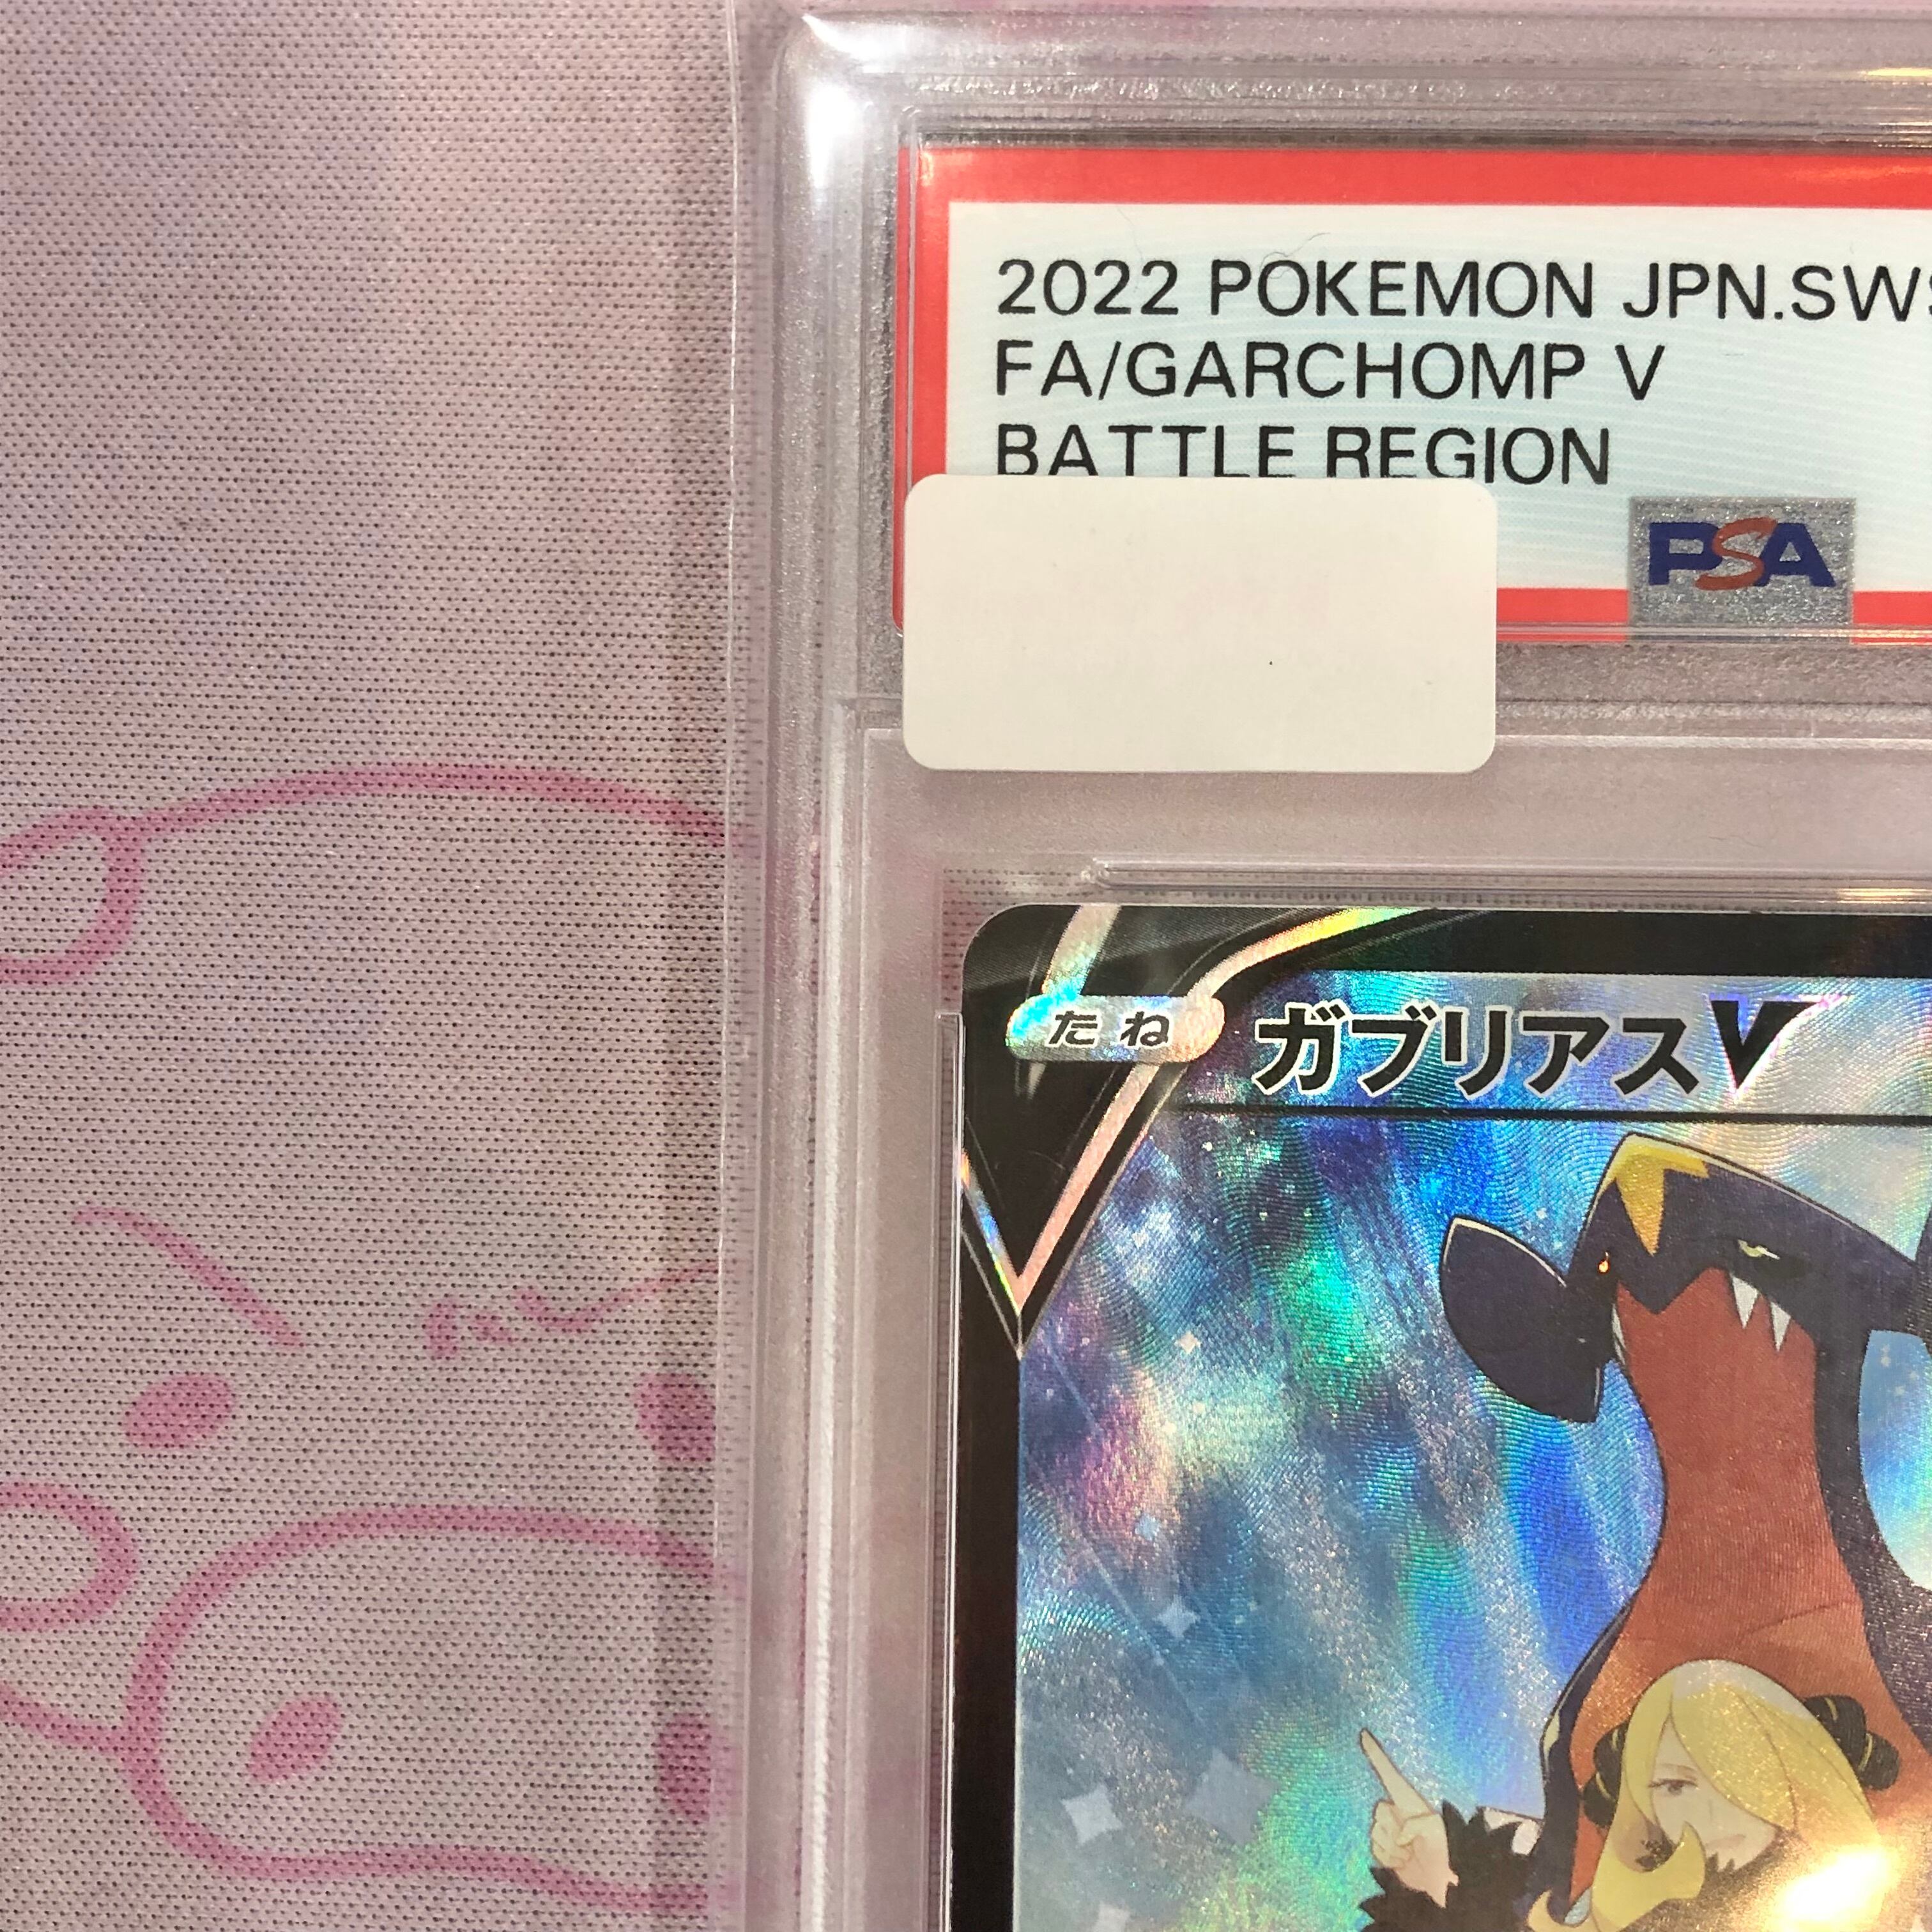 2022 POKEMON JPN.SWS
FA/GARCHOMP V
BATTLE REGION
PSA
たね
ガブリアスV